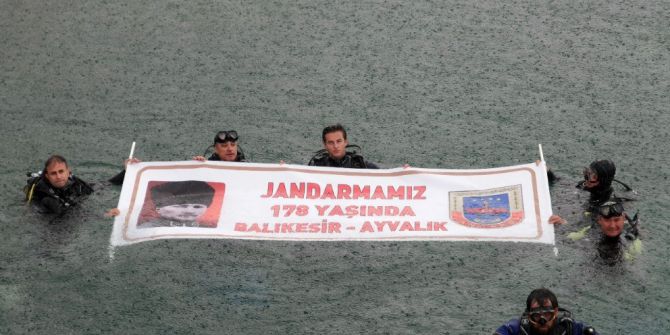 JANDARMAMIZ
178 YAŞINDA
BALIKESİR - AYVALIK